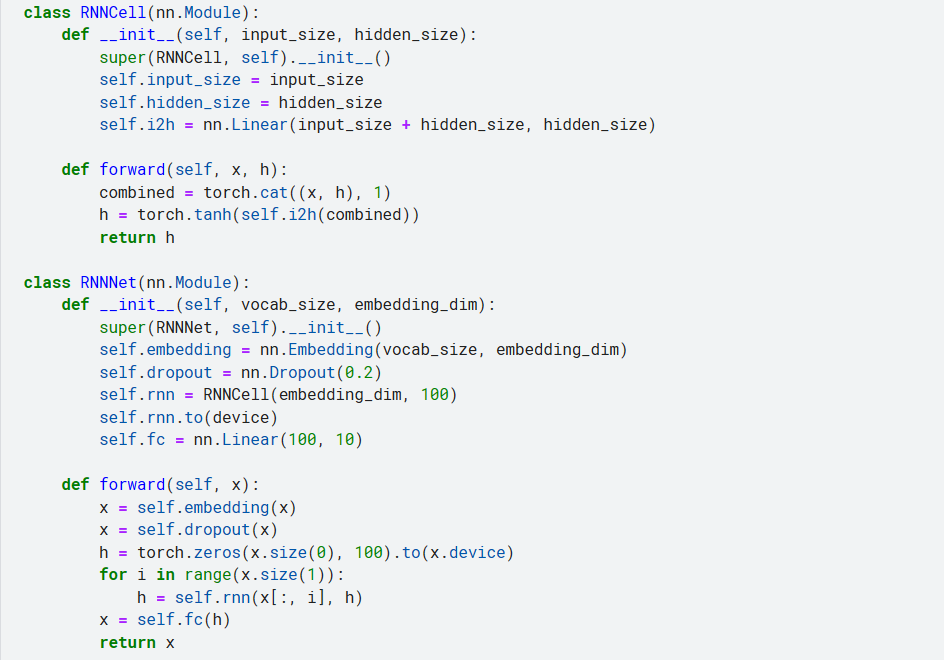 class RNNCell(nn.Module):
    def __init__(self, input_size, hidden_size):
        super(RNNCell, self).__init__()
        self.input_size = input_size
        self.hidden_size = hidden_size
        self.i2h = nn.Linear(input_size + hidden_size, hidden_size)

    def forward(self, x, h):
        combined = torch.cat((x, h), 1)
        h = torch.tanh(self.i2h(combined))
        return h

class RNNNet(nn.Module):
    def __init__(self, vocab_size, embedding_dim):
        super(RNNNet, self).__init__()
        self.embedding = nn.Embedding(vocab_size, embedding_dim)
        self.dropout = nn.Dropout(0.2)
        self.rnn = RNNCell(embedding_dim, 100)
        self.rnn.to(device)
        self.fc = nn.Linear(100, 10)

    def forward(self, x):
        x = self.embedding(x)
        x = self.dropout(x)
        h = torch.zeros(x.size(0), 100).to(x.device)
        for i in range(x.size(1)):
            h = self.rnn(x[:, i], h)
        x = self.fc(h)
        return x